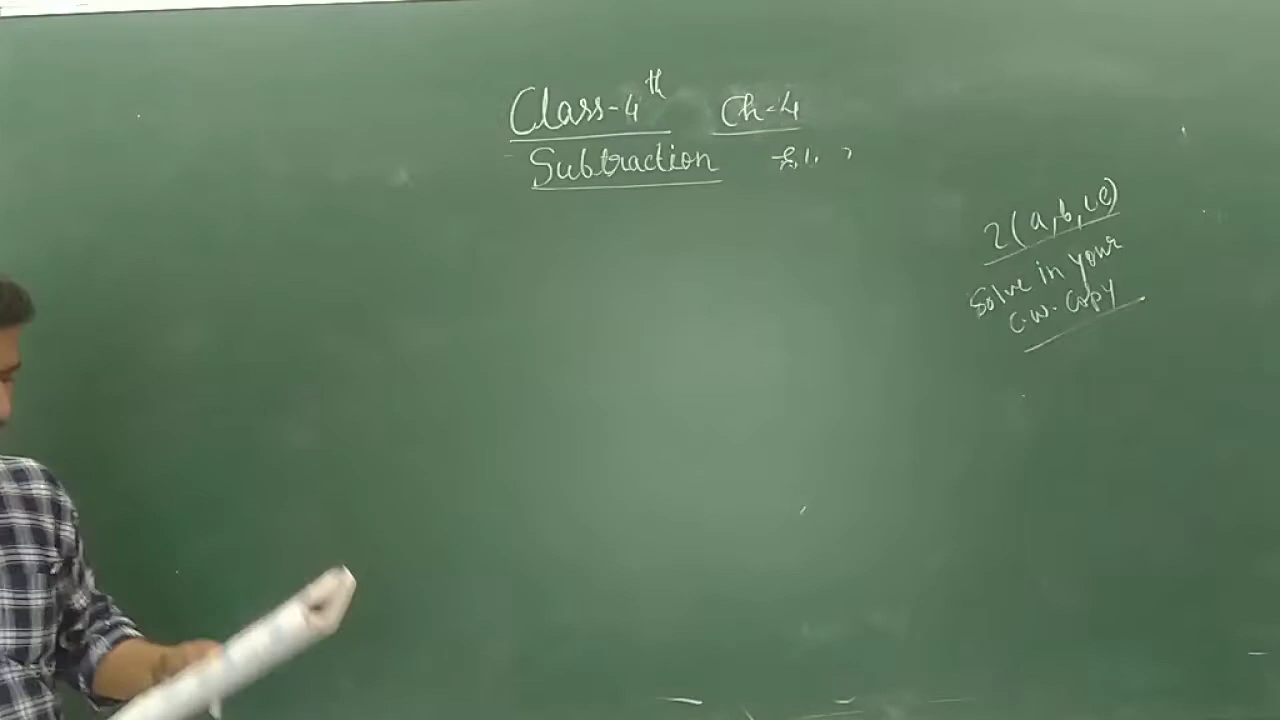 Class-4th Ch-4
Subtraction
2(a,b,c,e)
Solve in your
C.W. Copy